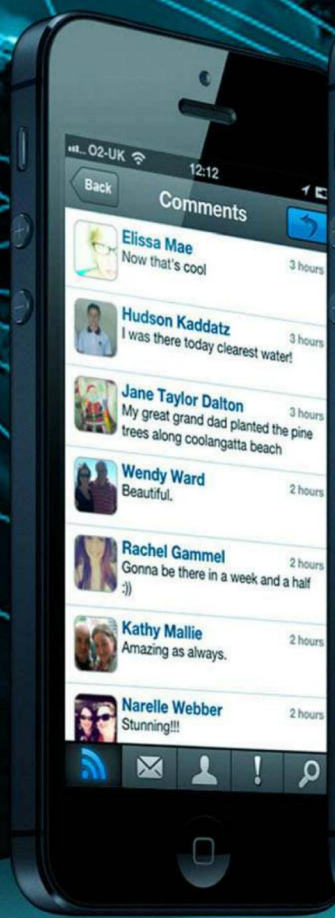 O2-UK
12:12
Back
Comments
Elissa Mae
3 hours
Now that's cool
Hudson Kaddatz
3 hours
I was there today clearest water!
Jane Taylor Dalton
3 hours
My great grand dad planted the pine
trees along coolangatta beach
Wendy Ward
2 hours
Beautiful.
Rachel Gammel
2 hours
Gonna be there in a week and a half
:))
Kathy Mallie
2 hours
Amazing as always.
Narelle Webber
2 hours
Stunning!!!